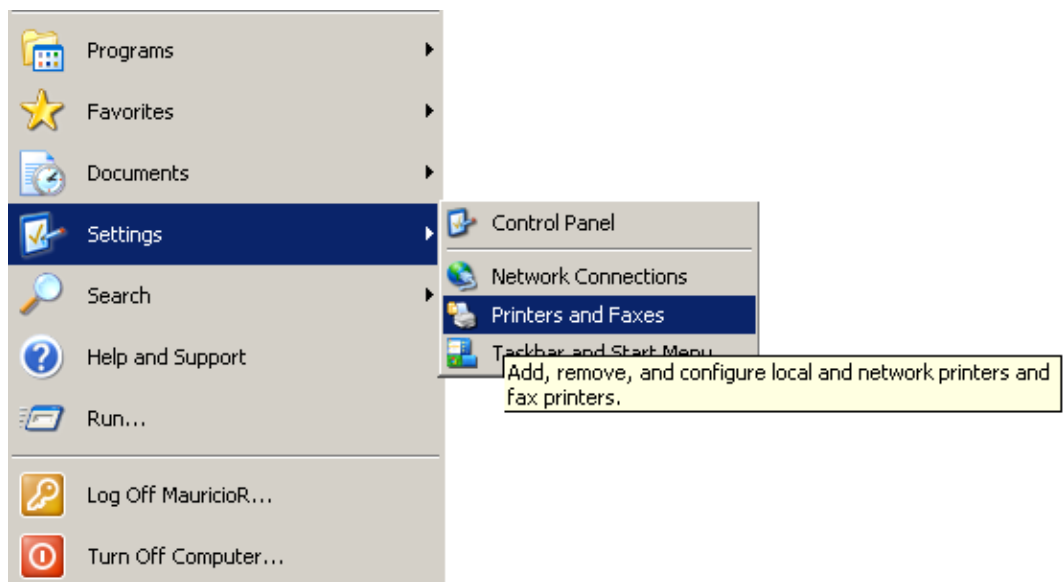 Programs
Favorites
Documents
Settings
Search
Help and Support
Run...
Log Off MauricioR...
Turn Off Computer...
Control Panel
Network Connections
Printers and Faxes
Taskbar and Start Menu
Add, remove, and configure local and network printers and
fax printers.